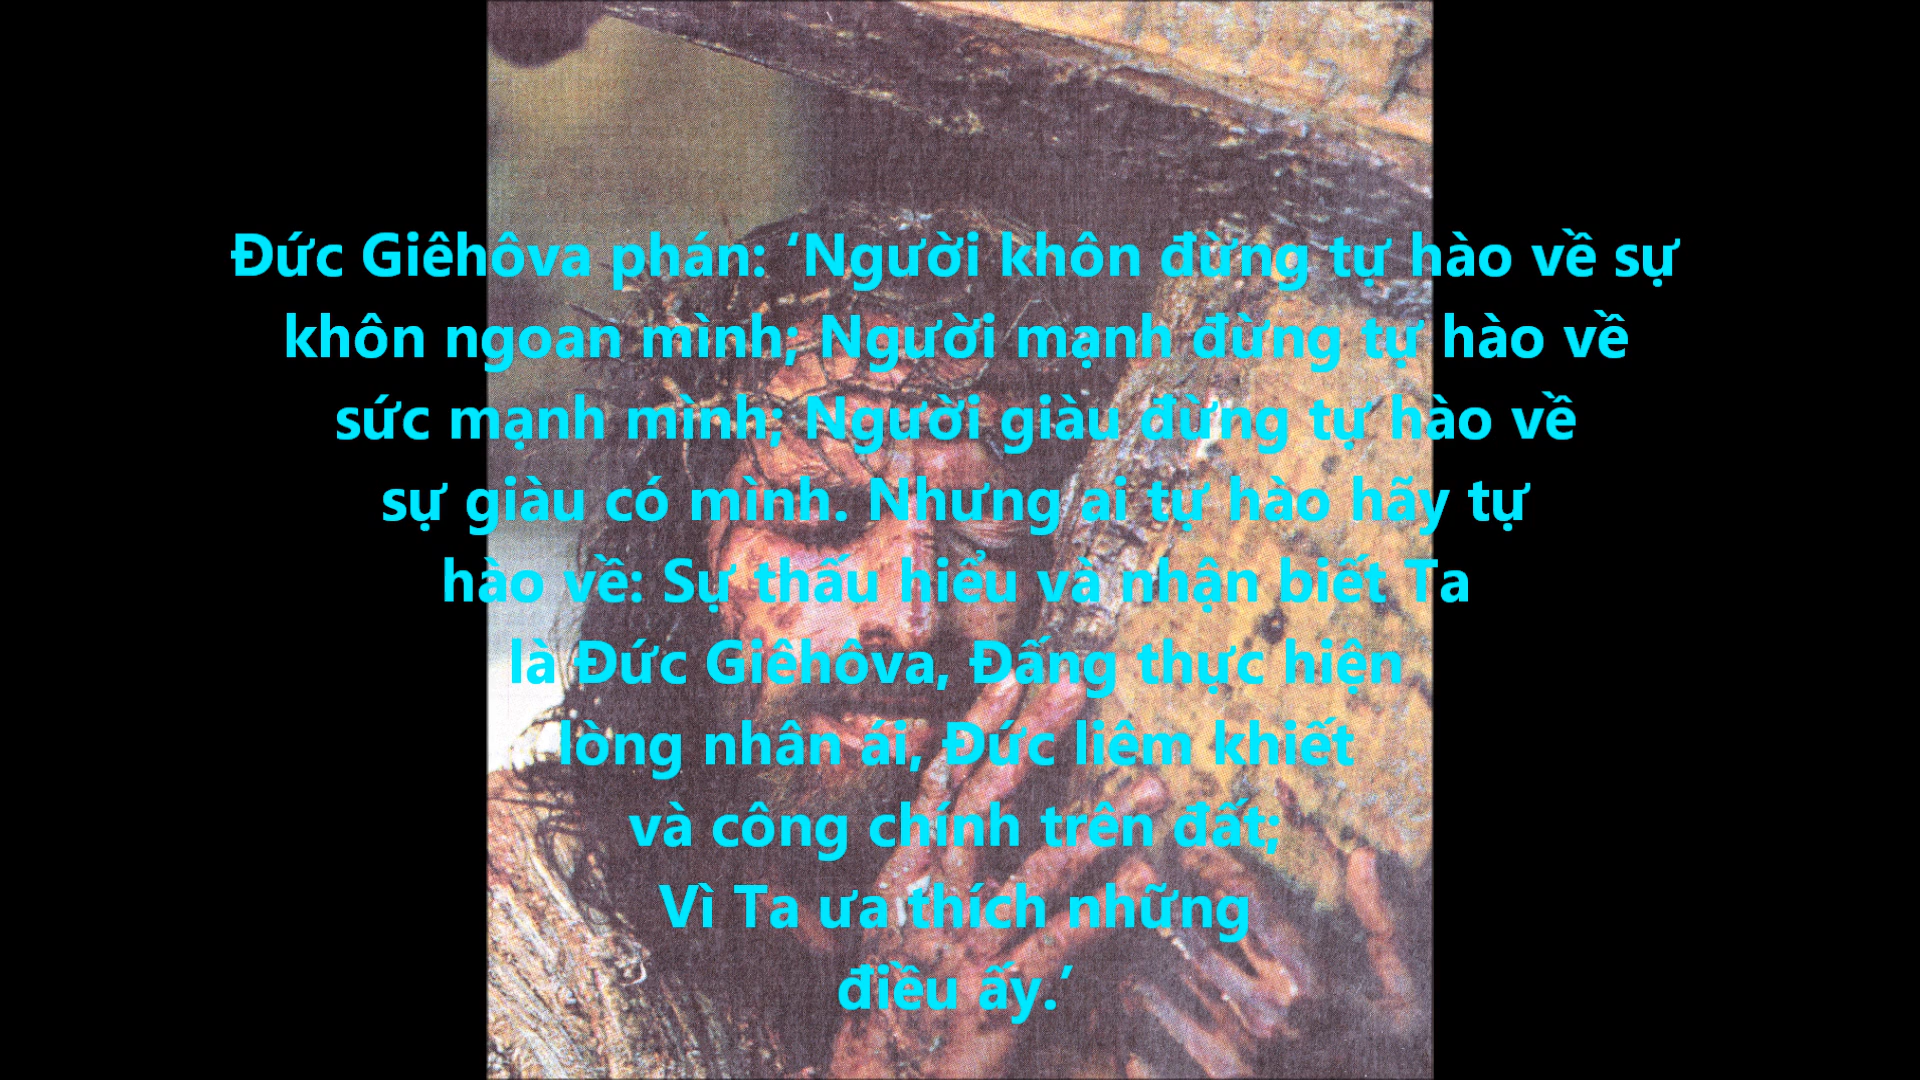 Đức Giêhôva phán: ‘Người khôn đừng tự hào về sự
khôn ngoan mình; Người mạnh đừng tự hào về
sức mạnh mình; Người giàu đừng tự hào về
sự giàu có mình. Nhưng ai tự hào hãy tự
hào về: Sự thấu hiểu và nhận biết Ta
là Đức Giêhôva, Đấng thực hiện
lòng nhân ái, Đức liêm khiết
và công chính trên đất;
Vì Ta ưa thích những
điều ấy.’